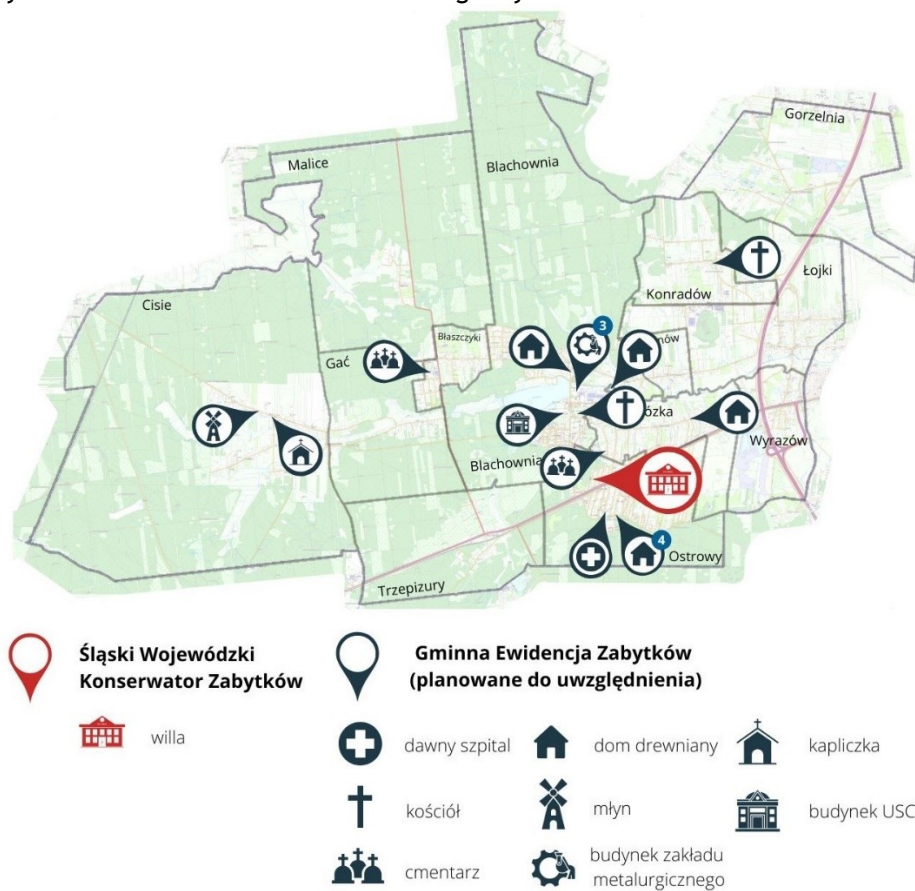 Gorzelnia
Malice
Blachownia
Łojki
Konradów
Cisie
Błaszczyki
Gać
3
Wyrazów
Blachownia
4
Ostrowy
Trzepizury
Śląski Wojewódzki
Konserwator Zabytków
willa
Gminna Ewidencja Zabytków
(planowane do uwzględnienia)
dawny szpital
dom drewniany
kapliczka
kościół
młyn
budynek USC
cmentarz
budynek zakładu
metalurgicznego